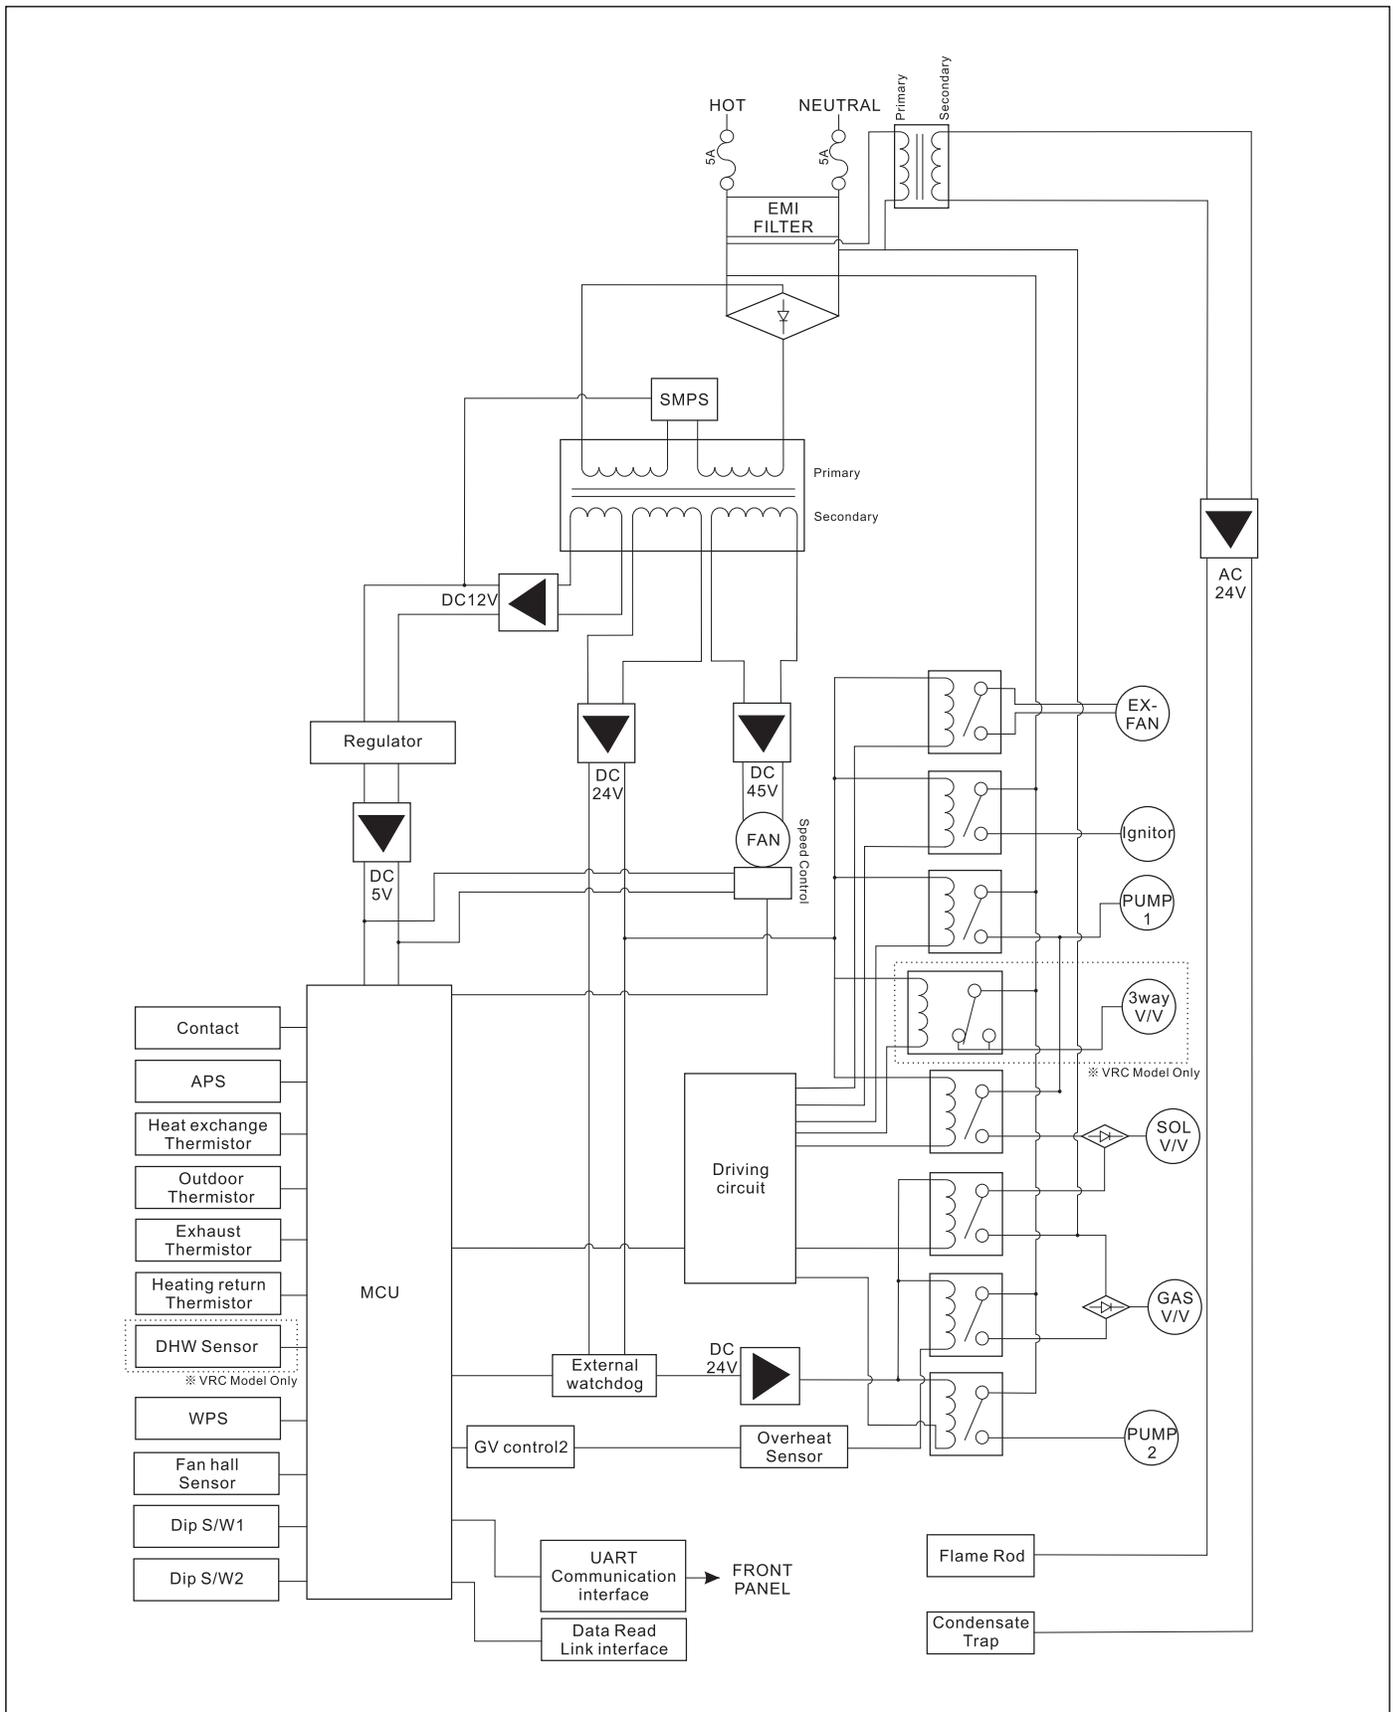 HOT
NEUTRAL
Primary
Secondary
5A
5A
EMI
FILTER
SMPS
Primary
Secondary
DC12V
AC
24V
Regulator
DC
24V
DC
45V
FAN
Speed Control
DC
5V
EX-
FAN
Ignitor
PUMP
1
3way
V/V
※ VRC Model Only
SOL
V/V
GAS
V/V
PUMP
2
Contact
APS
Heat exchange
Thermistor
Outdoor
Thermistor
Exhaust
Thermistor
Heating return
Thermistor
DHW Sensor
※ VRC Model Only
WPS
Fan hall
Sensor
Dip S/W1
Dip S/W2
MCU
Driving
circuit
External
watchdog
DC
24V
GV control2
Overheat
Sensor
UART
Communication
interface
FRONT
PANEL
Data Read
Link interface
Flame Rod
Condensate
Trap